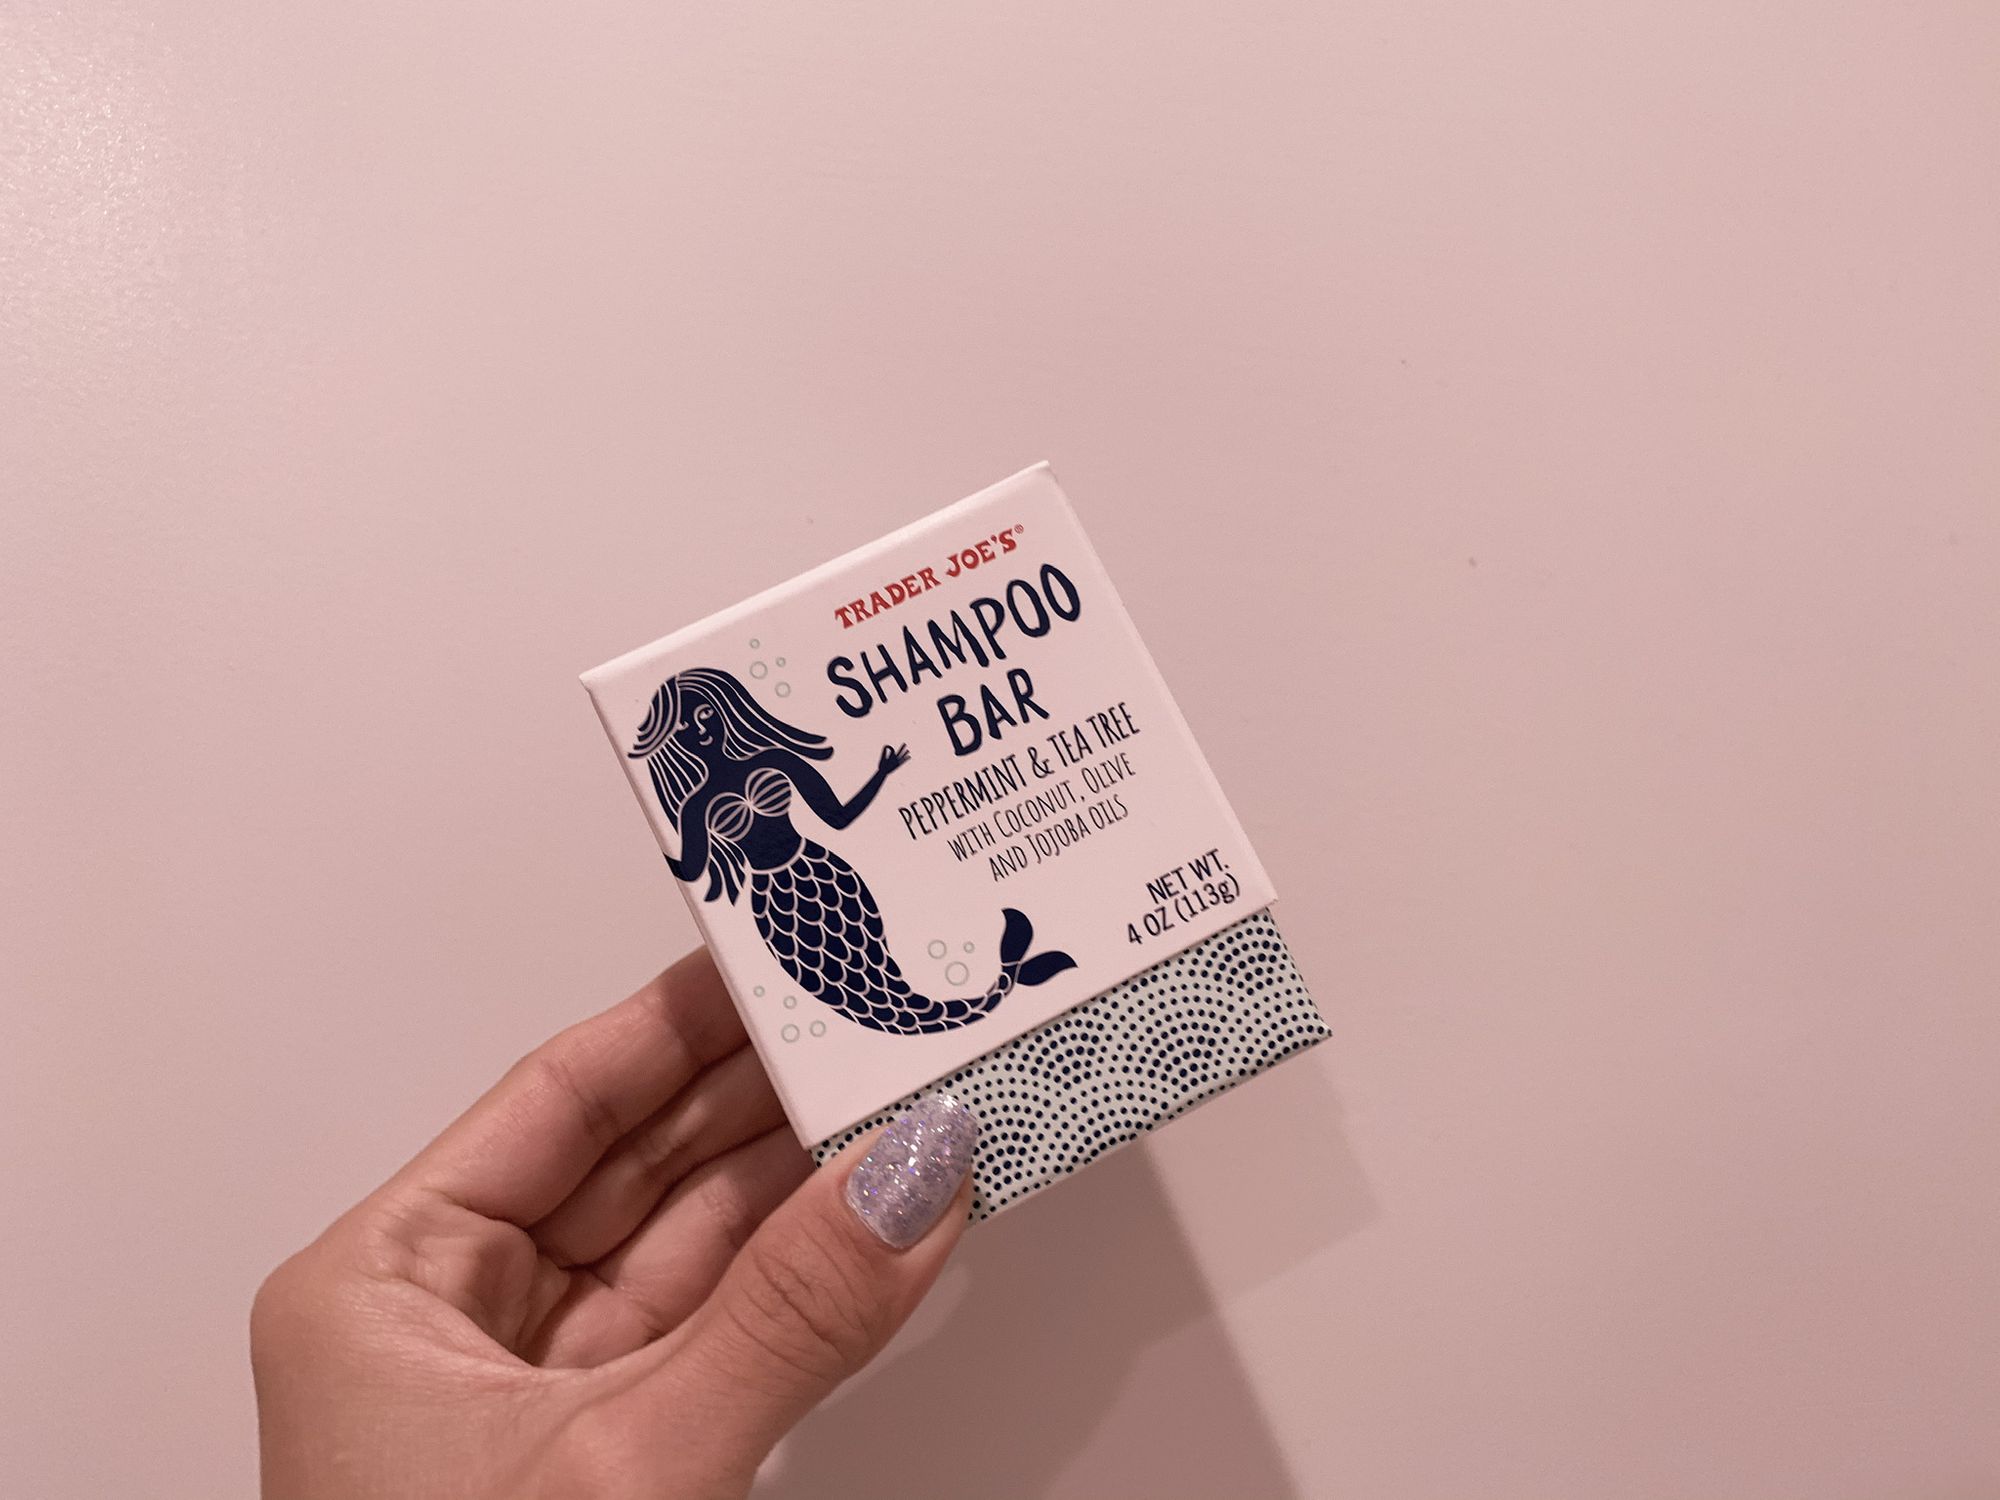 TRADER JOE'S®
SHAMPOO
BAR
PEPPERMINT & TEA TREE
WITH COCONUT, OLIVE
AND JOJOBA OILS
NET WT.
4 OZ (113g)